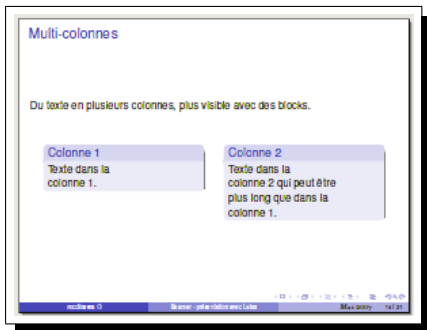 Multi-colonnes
Du texte en plusieurs colonnes, plus visible avec des blocks.
Colonne 1
Texte dans la
colonne 1.
Colonne 2
Texte dans la
colonne 2 qui peut être
plus long que dans la
colonne 1.